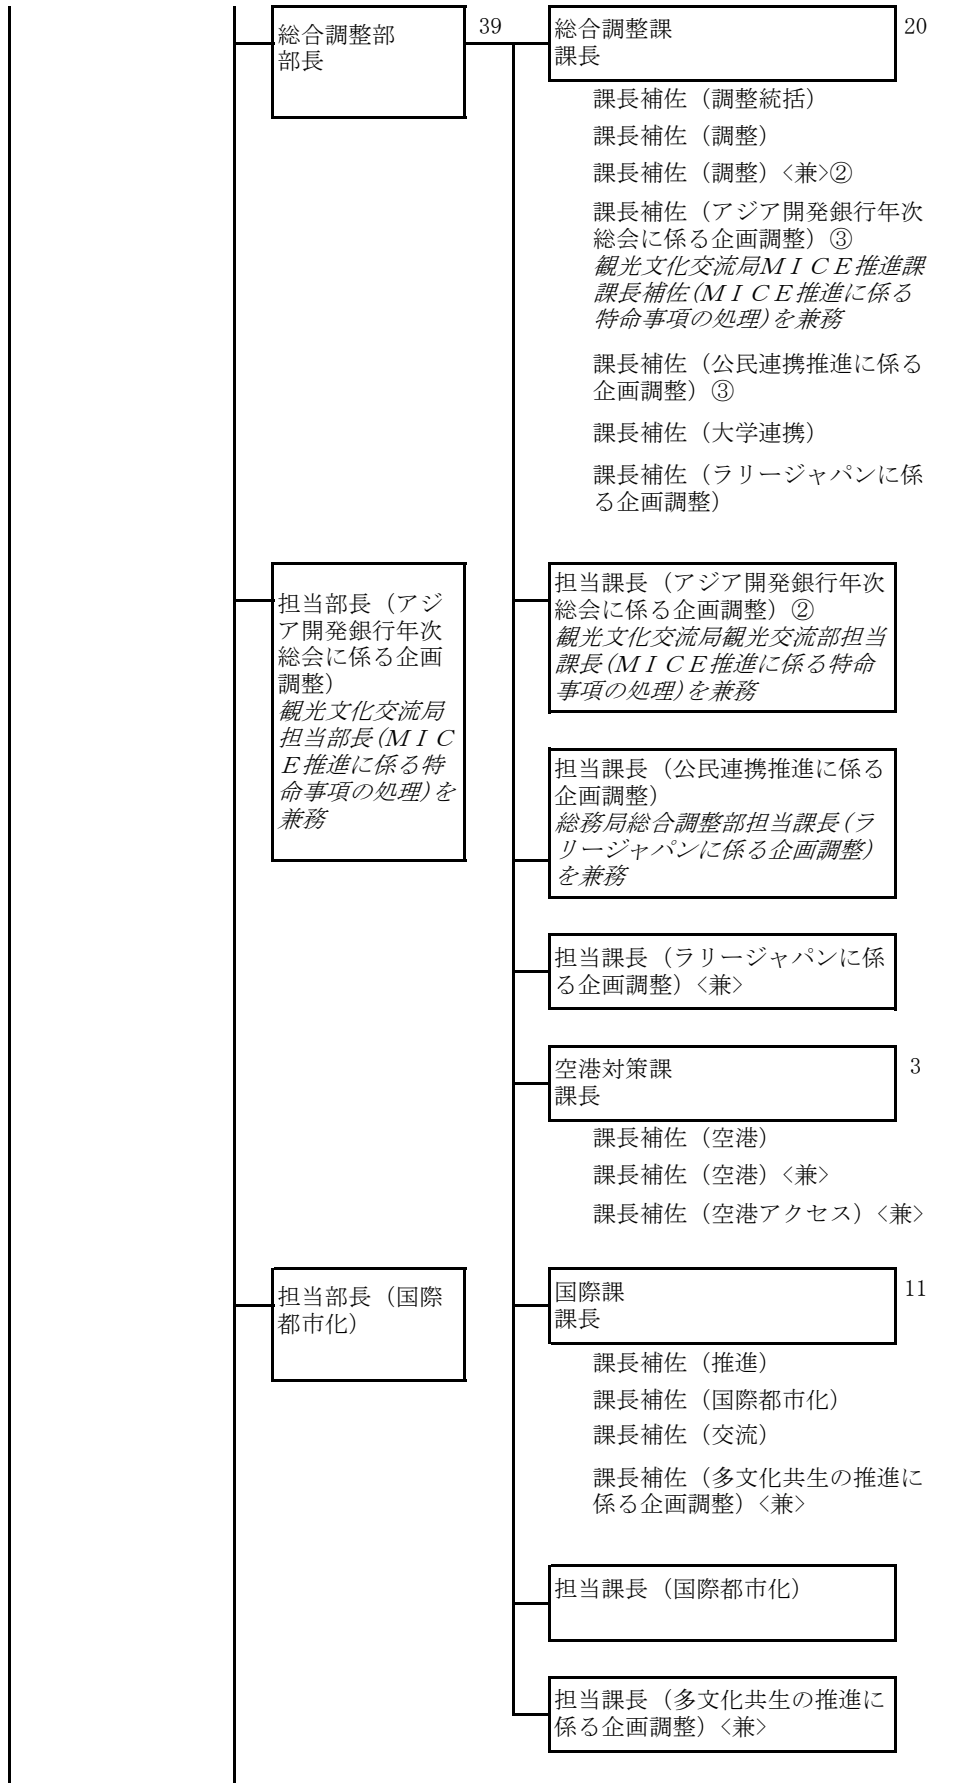 総合調整部
部長
39
総合調整課
課長
20
課長補佐（調整統括）
課長補佐（調整）
課長補佐（調整）<兼>②
課長補佐（アジア開発銀行年次
総会に係る企画調整）③
観光文化交流局ＭＩＣＥ推進課
課長補佐(ＭＩＣＥ推進に係る
特命事項の処理)を兼務
課長補佐（公民連携推進に係る
企画調整）③
課長補佐（大学連携）
課長補佐（ラリージャパンに係
る企画調整）
担当部長（アジ
ア開発銀行年次
総会に係る企画
調整）
観光文化交流局
担当部長(ＭＩＣ
Ｅ推進に係る特
命事項の処理)を
兼務
担当課長（アジア開発銀行年次
総会に係る企画調整）②
観光文化交流局観光交流部担当
課長(ＭＩＣＥ推進に係る特命
事項の処理)を兼務
担当課長（公民連携推進に係る
企画調整）
総務局総合調整部担当課長(ラ
リージャパンに係る企画調整)
を兼務
担当課長（ラリージャパンに係
る企画調整）<兼>
空港対策課
課長
3
課長補佐（空港）
課長補佐（空港）<兼>
課長補佐（空港アクセス）<兼>
担当部長（国際
都市化）
国際課
課長
11
課長補佐（推進）
課長補佐（国際都市化）
課長補佐（交流）
課長補佐（多文化共生の推進に
係る企画調整）<兼>
担当課長（国際都市化）
担当課長（多文化共生の推進に
係る企画調整）<兼>